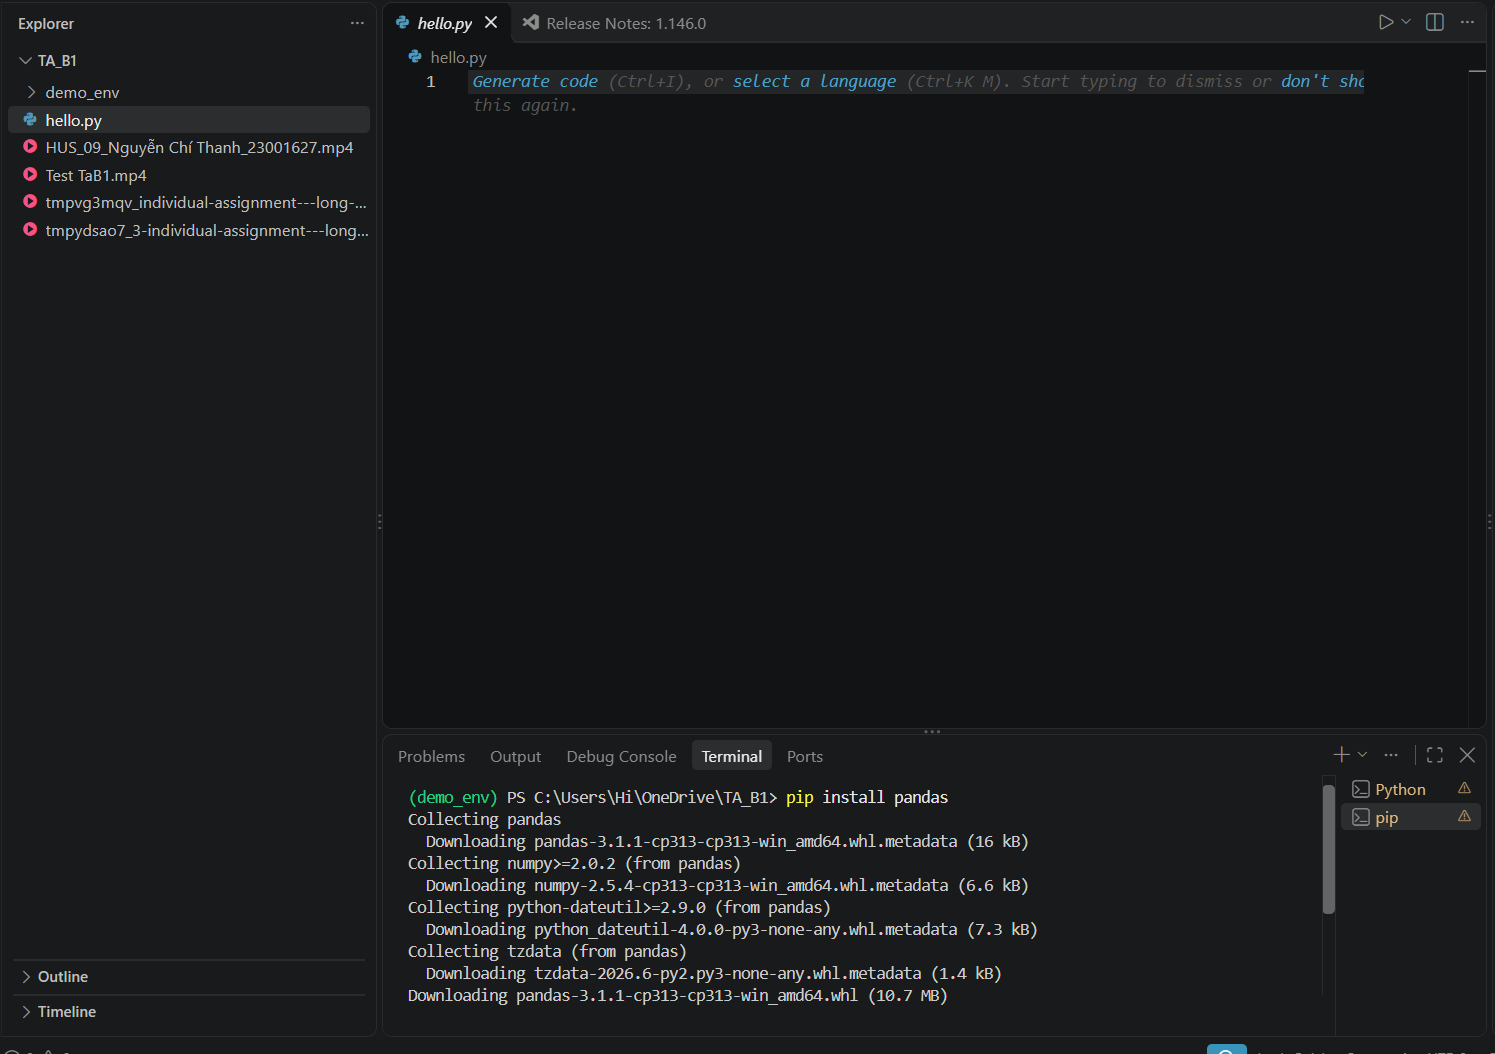 Explorer
TA_B1
demo_env
hello.py
HUS_09_Nguyễn Chí Thanh_23001627.mp4
Test TaB1.mp4
tmpvg3mqv_individual-assignment---long-...
tmpydsao7_3-individual-assignment---long...
Outline
Timeline
hello.py
Release Notes: 1.146.0
hello.py
1
Generate code (Ctrl+I), or select a language (Ctrl+K M). Start typing to dismiss or don't sho
this again.
Problems Output Debug Console Terminal Ports
(demo_env) PS C:\Users\Hi\OneDrive\TA_B1> pip install pandas
Collecting pandas
Downloading pandas-3.1.1-cp313-cp313-win_amd64.whl.metadata (16 kB)
Collecting numpy>=2.0.2 (from pandas)
Downloading numpy-2.5.4-cp313-cp313-win_amd64.whl.metadata (6.6 kB)
Collecting python-dateutil>=2.9.0 (from pandas)
Downloading python_dateutil-4.0.0-py3-none-any.whl.metadata (7.3 kB)
Collecting tzdata (from pandas)
Downloading tzdata-2026.6-py2.py3-none-any.whl.metadata (1.4 kB)
Downloading pandas-3.1.1-cp313-cp313-win_amd64.whl (10.7 MB)
Python
pip